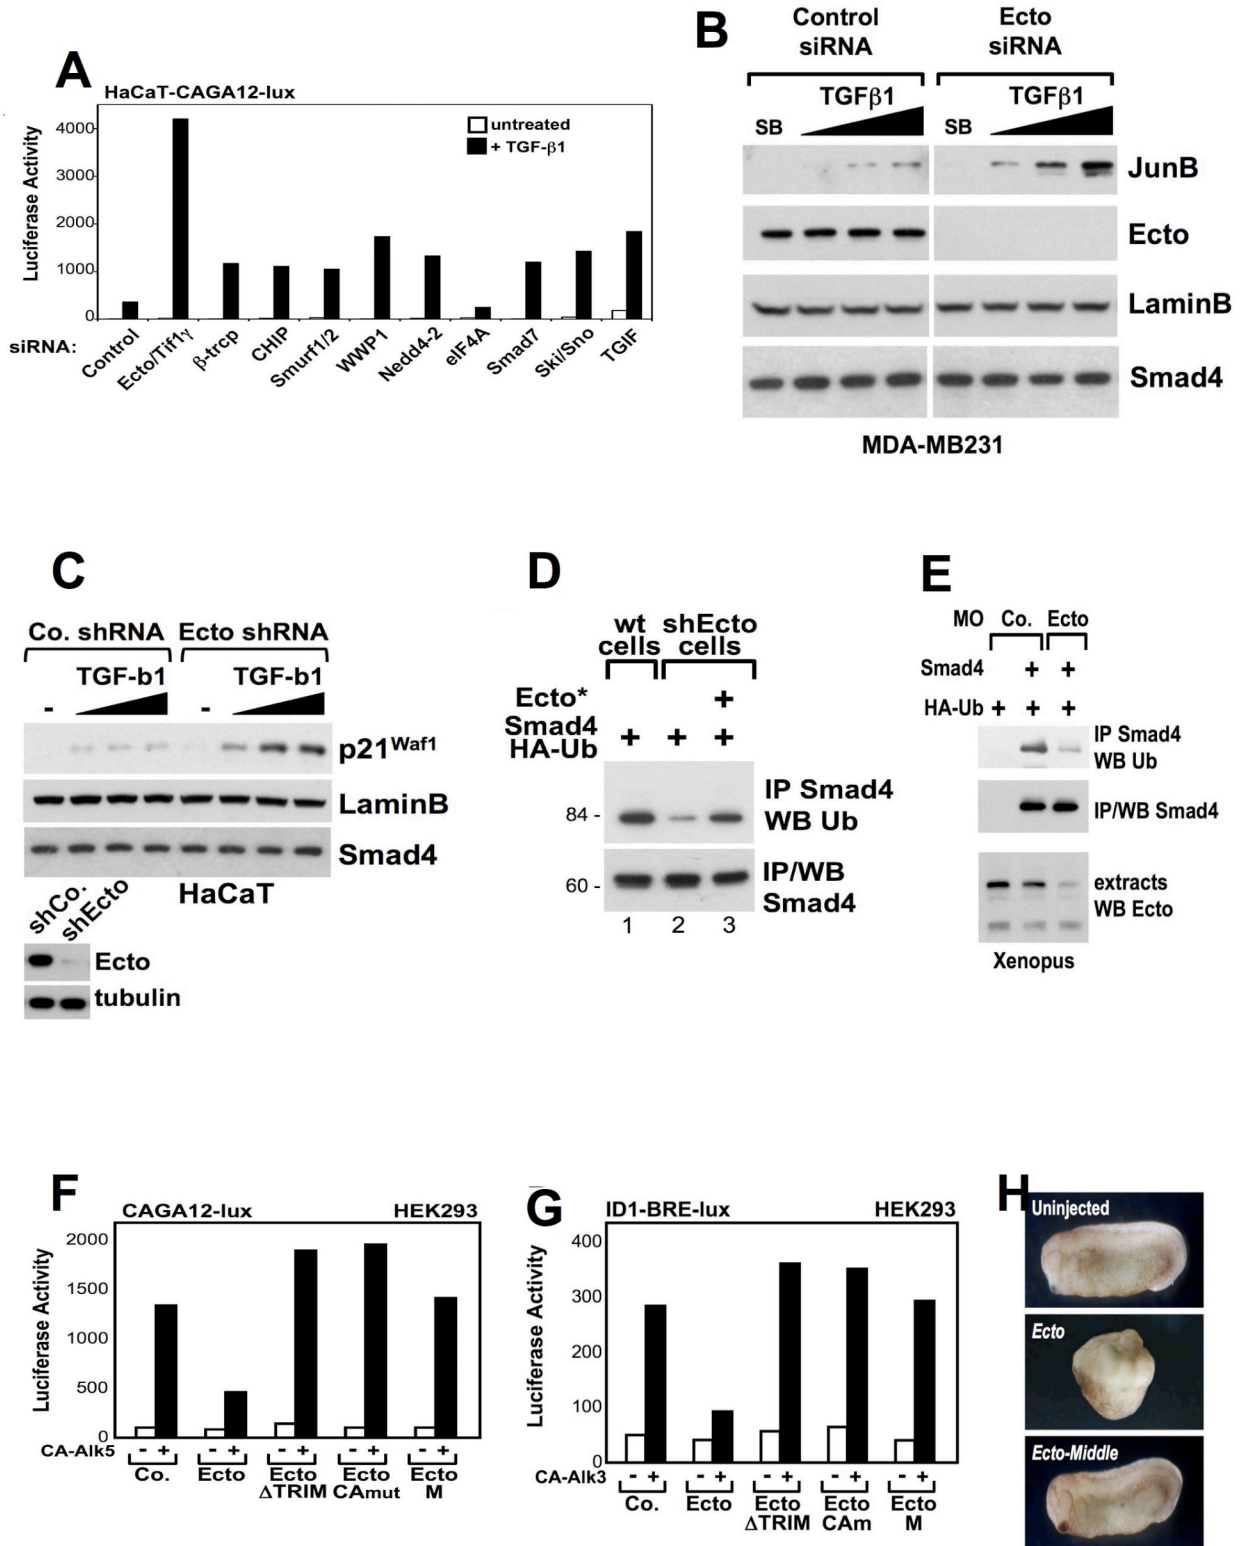 A
HaCaT-CAGA12-lux
Luciferase Activity
4000
3000
2000
1000
0
untreated
+ TGF-β1
siRNA:
Control
Ecto/Tif1γ
β-trcp
CHIP
Smurf1/2
WWP1
Nedd4-2
eIF4A
Smad7
Ski/Sno
TGIF
B
Control
siRNA
Ecto
siRNA
TGFβ1
TGFβ1
SB
SB
JunB
Ecto
LaminB
Smad4
MDA-MB231
C
Co. shRNA Ecto shRNA
TGF-b1 TGF-b1
- -
p21Waf1
LaminB
Smad4
HaCaT
shCo.
shEcto
Ecto
tubulin
D
wt
cells
shEcto
cells
Ecto* +
Smad4
HA-Ub + + +
84 -
IP Smad4
WB Ub
60 -
IP/WB
Smad4
1 2 3
E
MO Co. Ecto
Smad4 + +
HA-Ub + + +
IP Smad4
WB Ub
IP/WB Smad4
extracts
WB Ecto
Xenopus
F
CAGA12-lux HEK293
Luciferase Activity
2000
1500
1000
500
0
CA-Alk5 - + - + - + - + - +
Co.
Ecto
Ecto
ΔTRIM
Ecto
CAmut
Ecto
M
G
ID1-BRE-lux HEK293
Luciferase Activity
400
300
200
100
0
CA-Alk3 - + - + - + - + - +
Co.
Ecto
Ecto
ΔTRIM
Ecto
CAm
Ecto
M
H
Uninjected
Ecto
Ecto-Middle